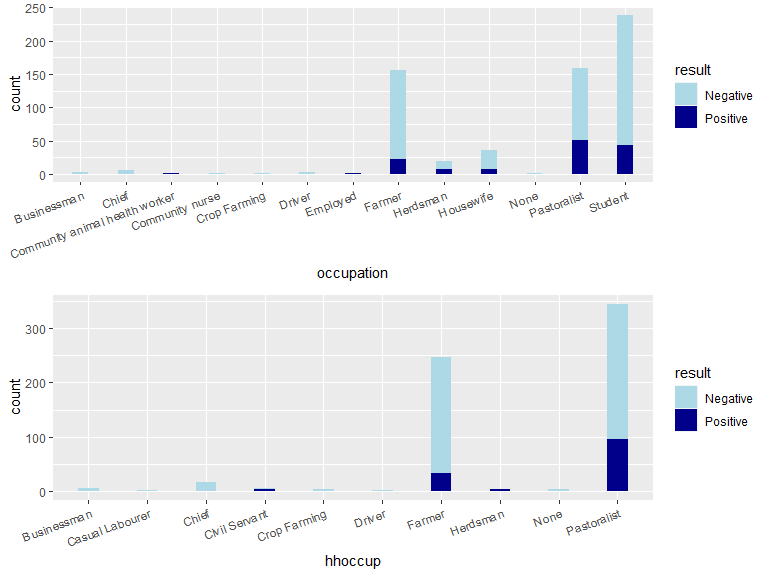 250
200
150
100
50
0
count
Businessman
Chief
Community animal health worker
Community nurse
Crop Farming
Driver
Employed
Farmer
Herdsman
Housewife
None
Pastoralist
Student
occupation
result
Negative
Positive
300
200
100
0
count
Businessman
Casual Labourer
Chief
Civil Servant
Crop Farming
Driver
Farmer
Herdsman
None
Pastoralist
hhoccup
result
Negative
Positive